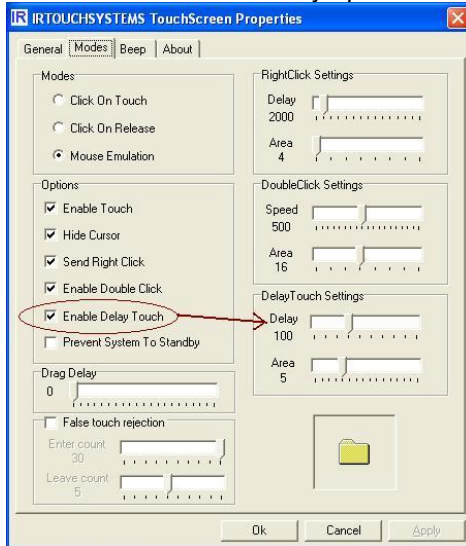 IR IRTOUCHSYSTEMS TouchScreen Properties
General Modes Beep About
Modes
Click On Touch
Click On Release
Mouse Emulation
Options
Enable Touch
Hide Cursor
Send Right Click
Enable Double Click
Enable Delay Touch
Prevent System To Standby
Drag Delay
0
False touch rejection
Enter count
30
Leave count
5
RightClick Settings
Delay
2000
Area
4
DoubleClick Settings
Speed
500
Area
16
DelayTouch Settings
Delay
100
Area
5
Ok Cancel Apply